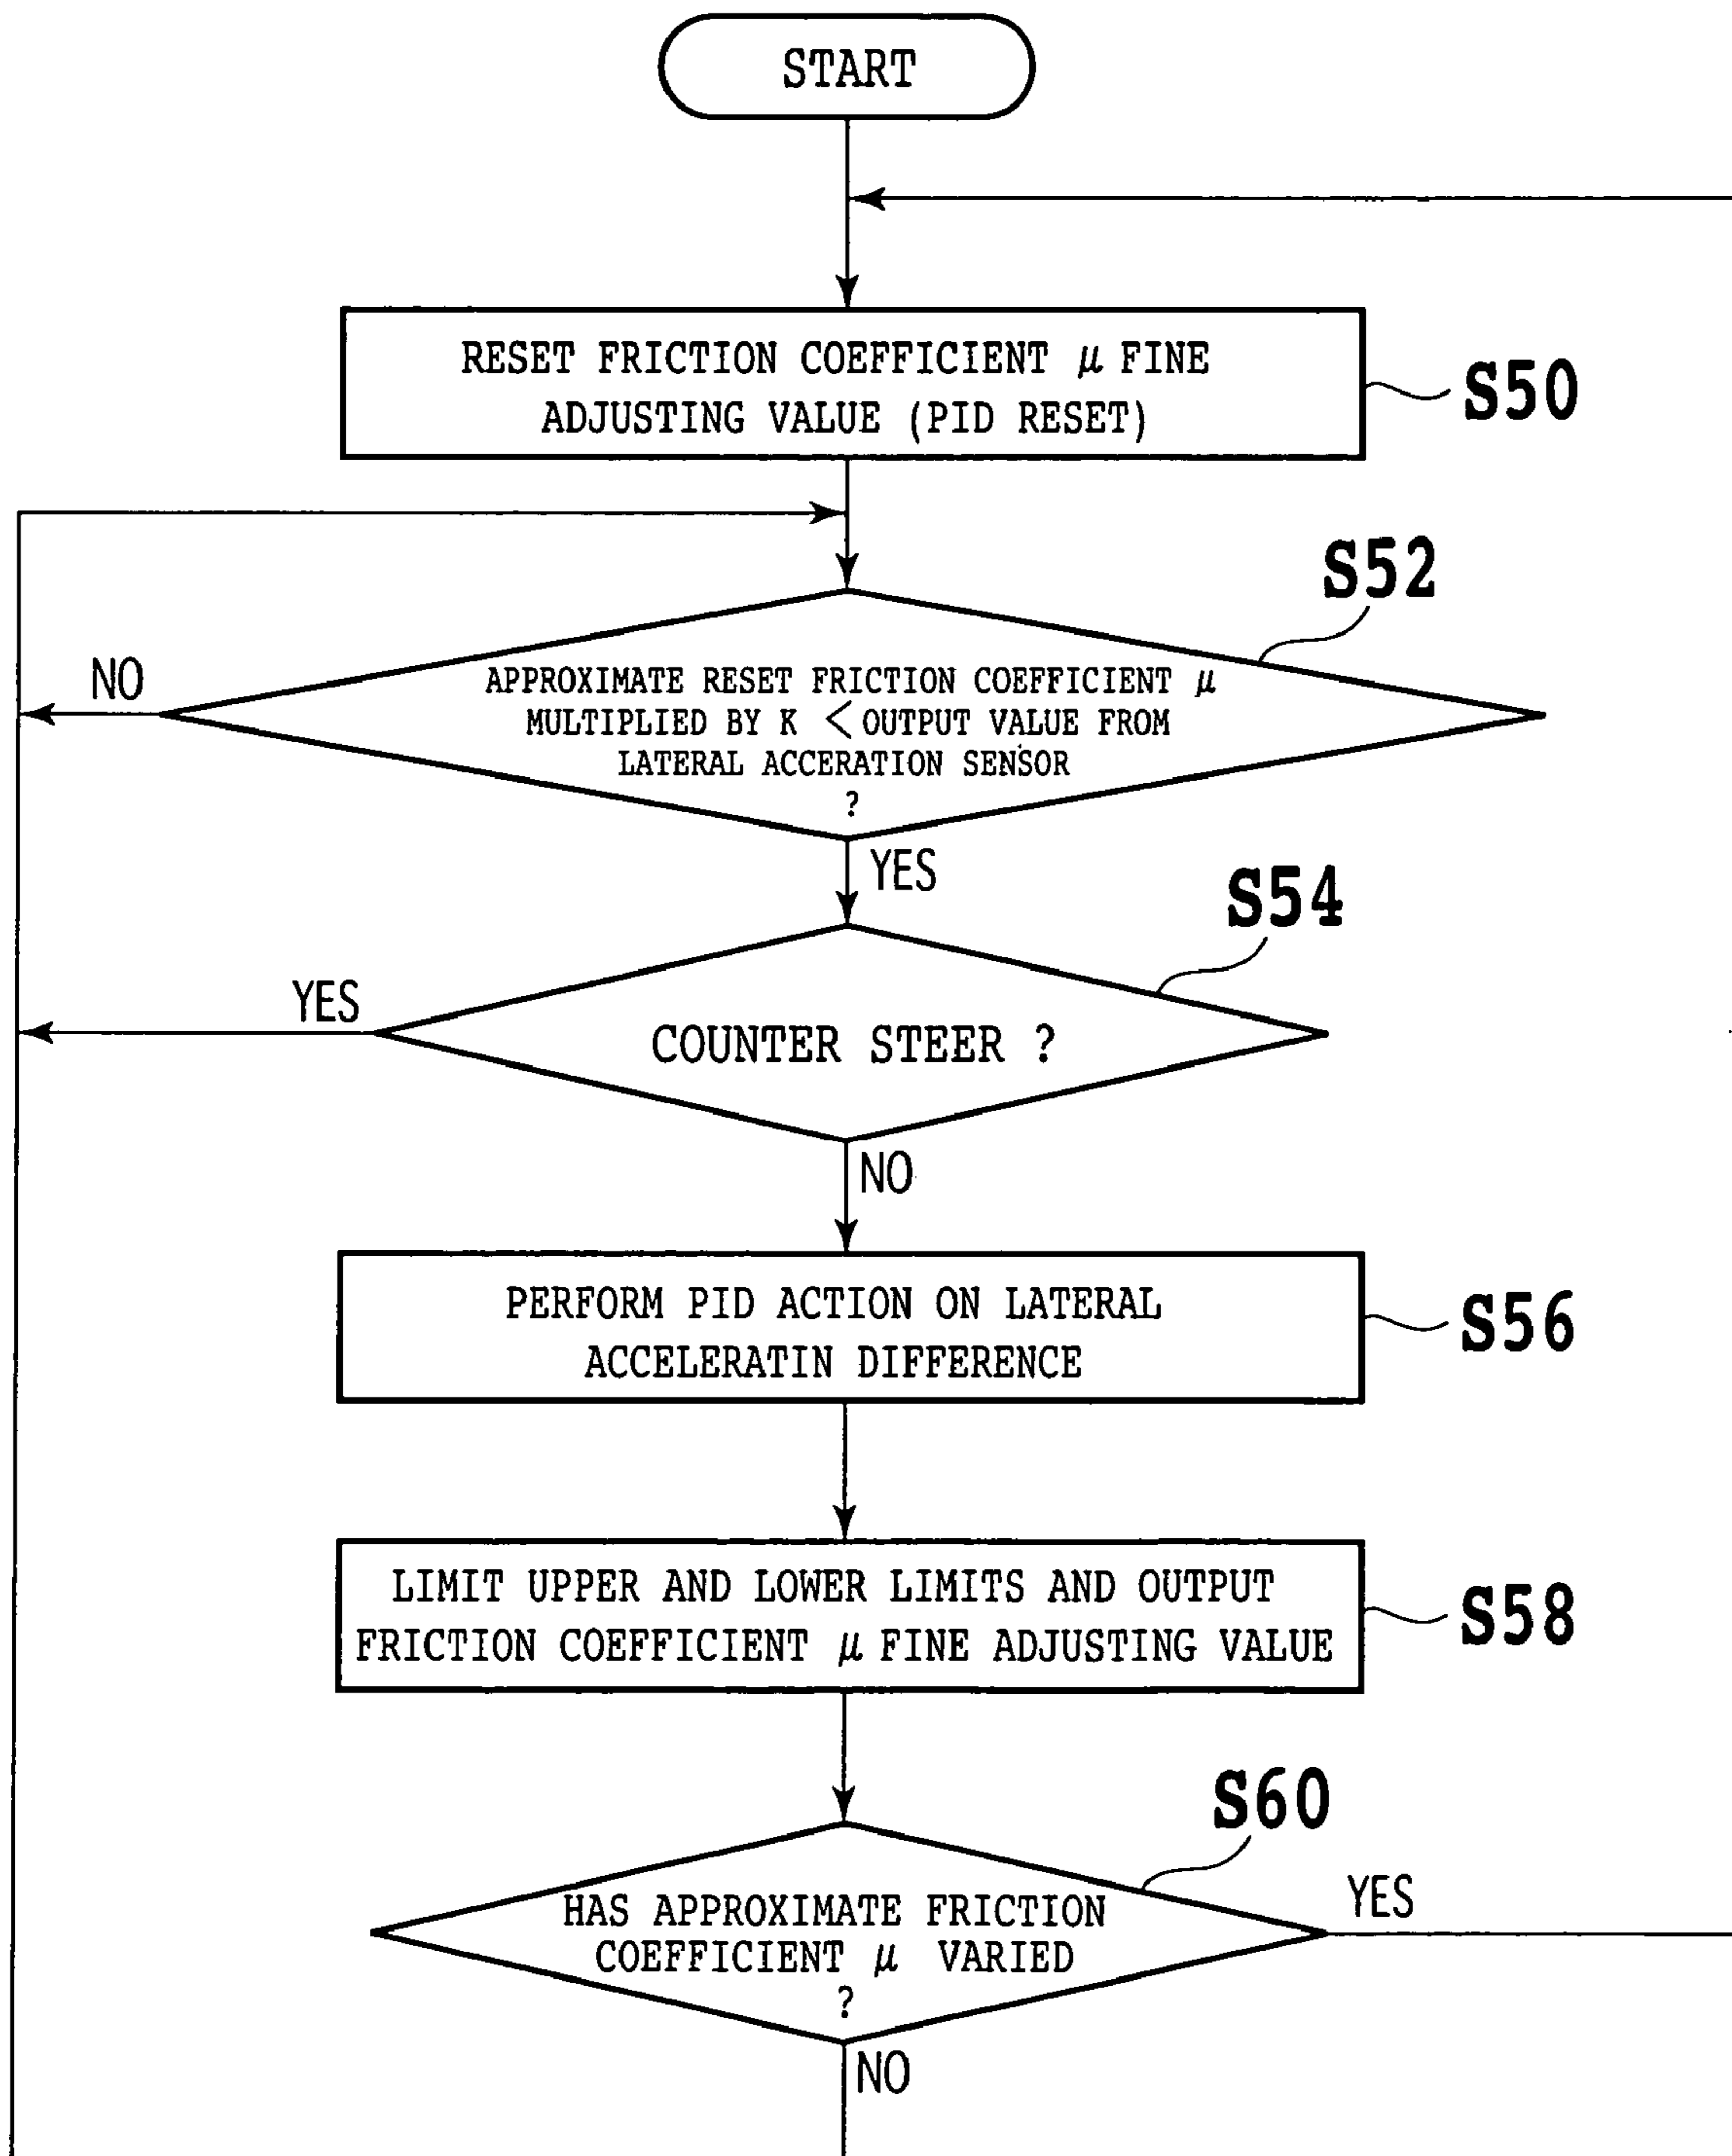 START
RESET FRICTION COEFFICIENT μ FINE
ADJUSTING VALUE (PID RESET)
S50
S52
NO
APPROXIMATE RESET FRICTION COEFFICIENT μ
MULTIPLIED BY K < OUTPUT VALUE FROM
LATERAL ACCERATION SENSOR
?
YES
S54
YES
COUNTER STEER ?
NO
PERFORM PID ACTION ON LATERAL
ACCELERATIN DIFFERENCE
S56
LIMIT UPPER AND LOWER LIMITS AND OUTPUT
FRICTION COEFFICIENT μ FINE ADJUSTING VALUE
S58
S60
HAS APPROXIMATE FRICTION
COEFFICIENT μ VARIED
?
YES
NO